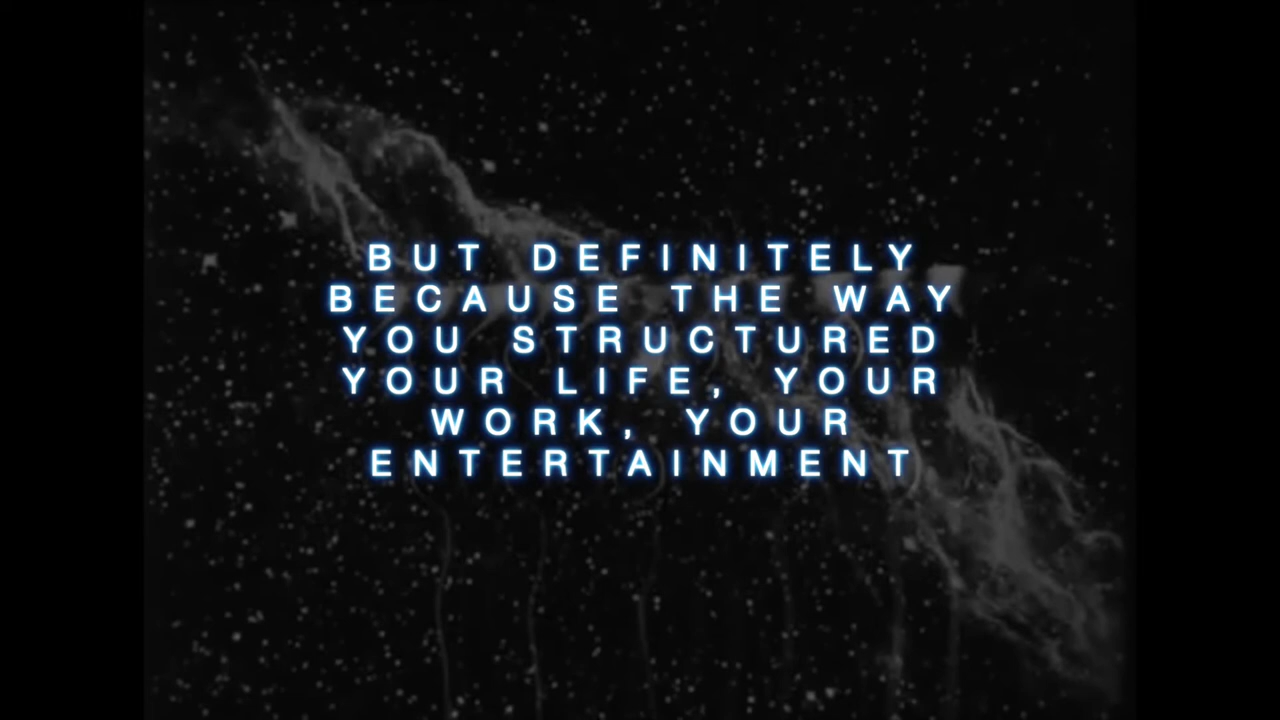 BUT DEFINITELY
BECAUSE THE WAY
YOU STRUCTURED
YOUR LIFE, YOUR
WORK, YOUR
ENTERTAINMENT